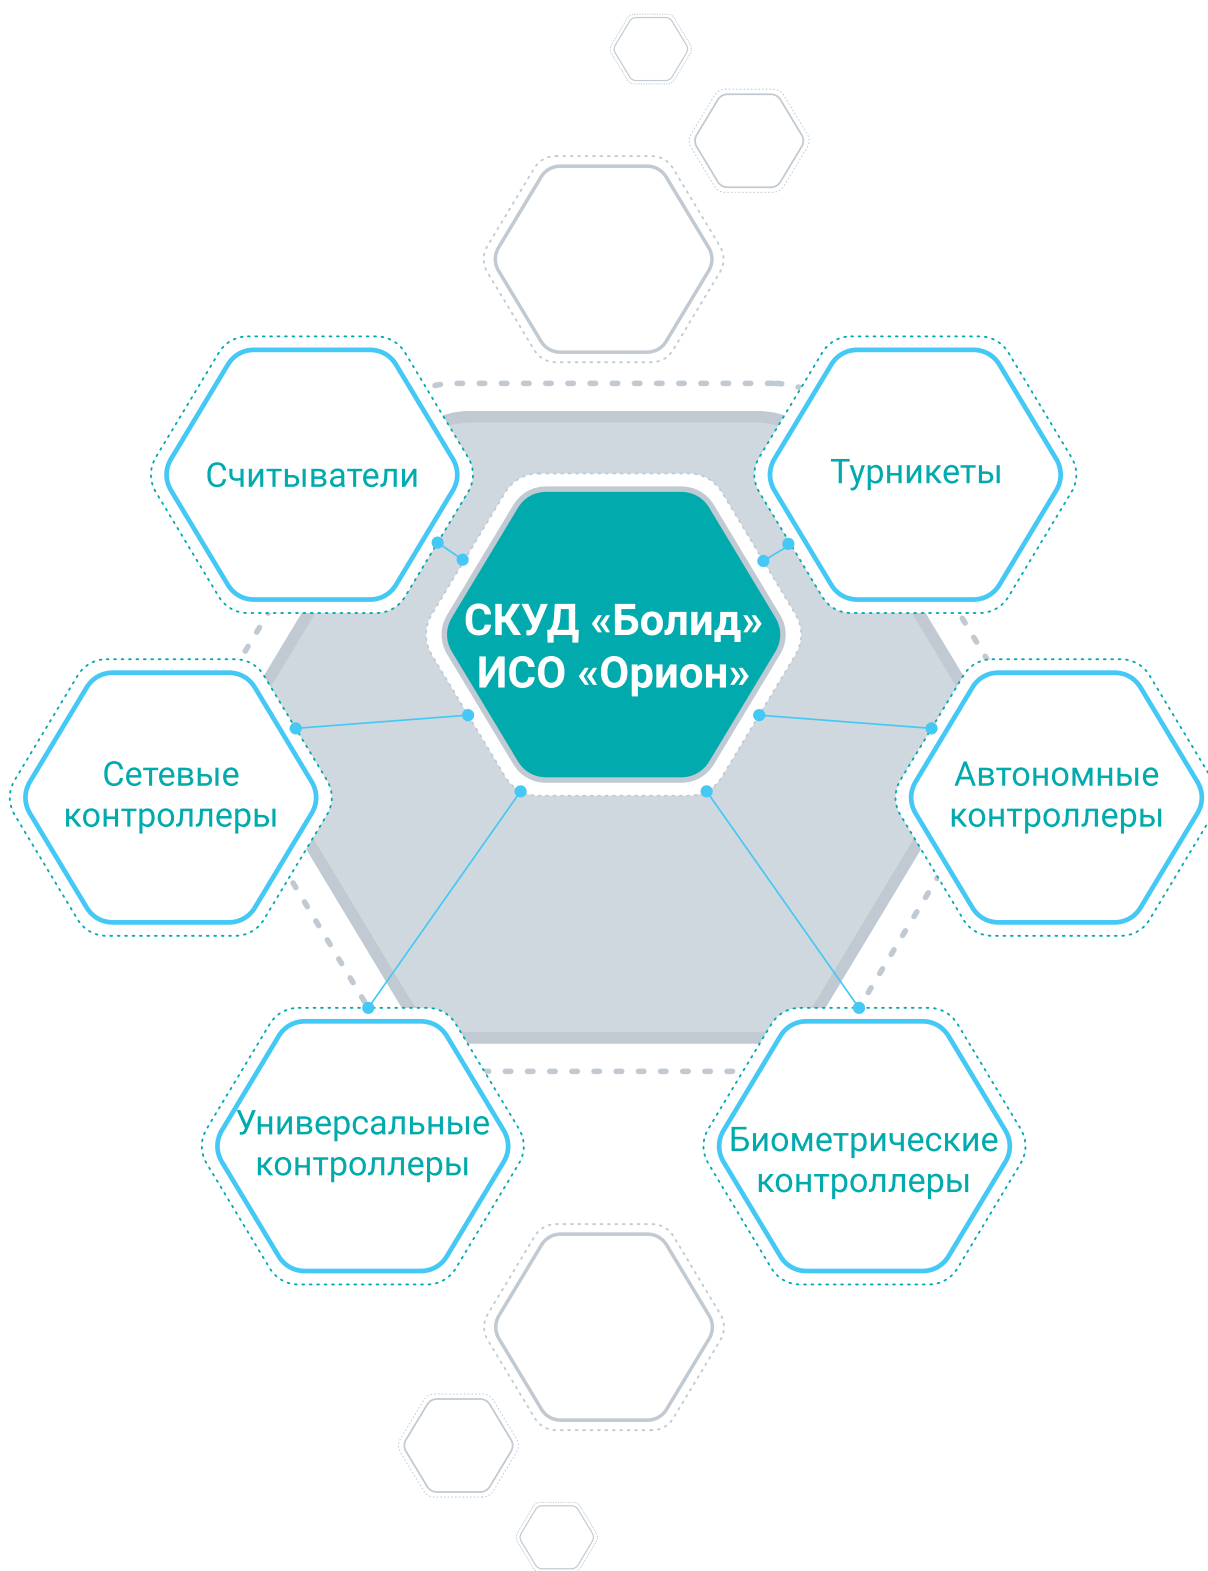 Считыватели
Турникеты
СКУД «Болид»
ИСО «Орион»
Сетевые
контроллеры
Автономные
контроллеры
Универсальные
контроллеры
Биометрические
контроллеры